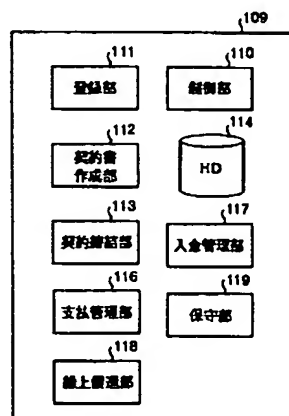 109
111
登録部
110
制御部
112
契約書
作成部
114
HD
113
契約締結部
117
入金管理部
116
支払管理部
119
保守部
118
繰上償還部